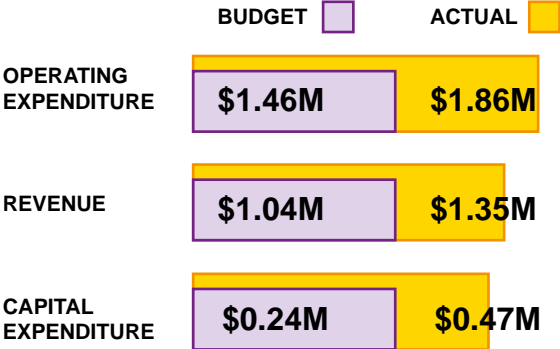 BUDGET ACTUAL
OPERATING
EXPENDITURE
$1.46M $1.86M
REVENUE
$1.04M $1.35M
CAPITAL
EXPENDITURE
$0.24M $0.47M